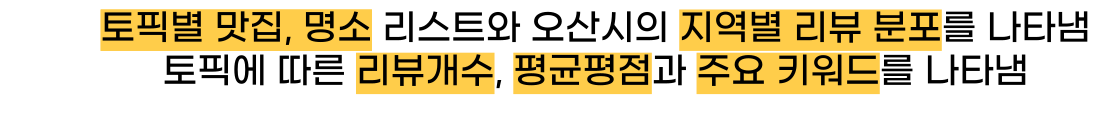 토픽별 맛집, 명소 리스트와 오산시의 지역별 리뷰 분포를 나타냄
토픽에 따른 리뷰개수, 평균평점과 주요 키워드를 나타냄